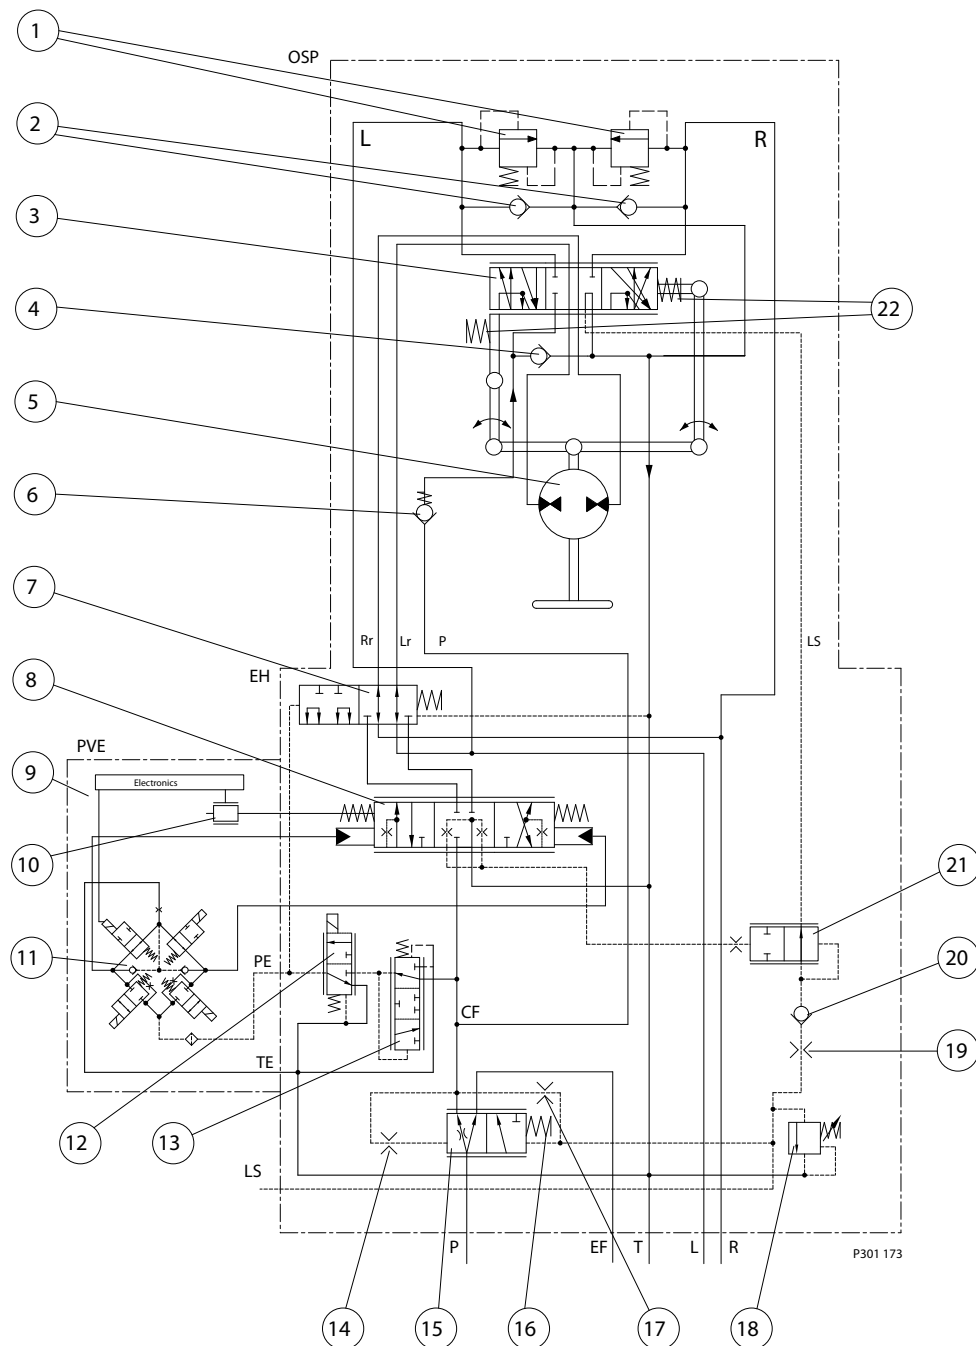 1
OSP
2
L
R
3
4
22
5
6
7
Rr
Lr
P
LS
EH
8
PVE
9
Electronics
10
21
11
PE
20
CF
19
TE
12
13
LS
P
EF
T
L
R
P301 173
14
15
16
17
18